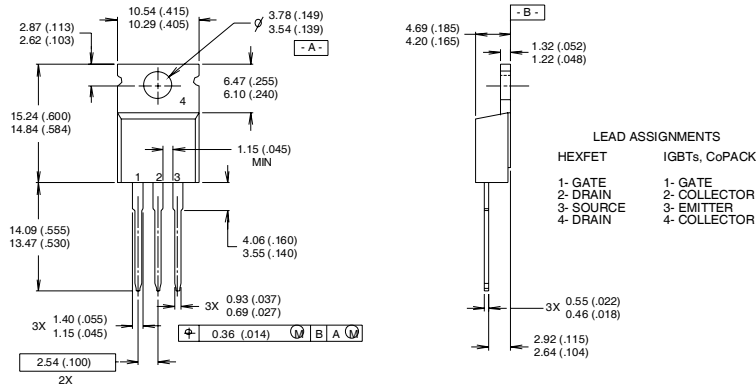 10.54 (.415)
10.29 (.405)
ø 3.78 (.149)
3.54 (.139)
- A -
2.87 (.113)
2.62 (.103)
6.47 (.255)
6.10 (.240)
4
15.24 (.600)
14.84 (.584)
1.15 (.045)
MIN
1 2 3
14.09 (.555)
13.47 (.530)
4.06 (.160)
3.55 (.140)
3X 0.93 (.037)
0.69 (.027)
3X 1.40 (.055)
1.15 (.045)
⌖ 0.36 (.014) Ⓜ B A Ⓜ
2.54 (.100)
2X
- B -
4.69 (.185)
4.20 (.165)
1.32 (.052)
1.22 (.048)
3X 0.55 (.022)
0.46 (.018)
2.92 (.115)
2.64 (.104)
LEAD ASSIGNMENTS
HEXFET
1- GATE
2- DRAIN
3- SOURCE
4- DRAIN
IGBTs, CoPACK
1- GATE
2- COLLECTOR
3- EMITTER
4- COLLECTOR